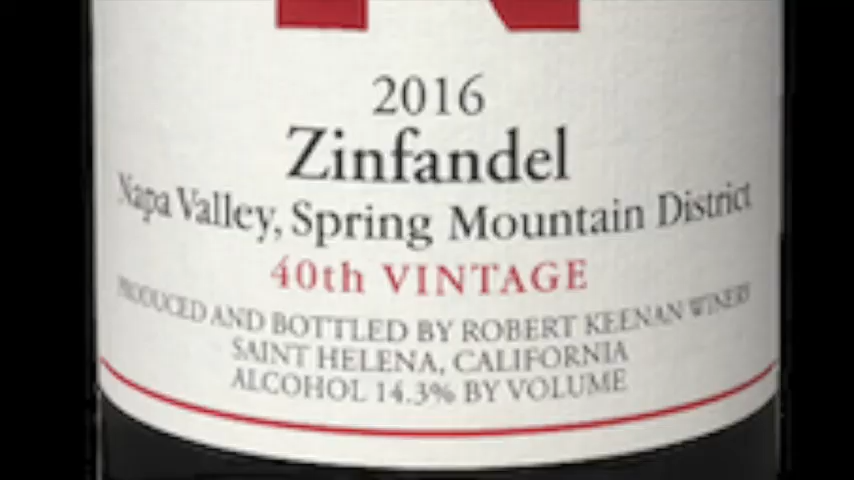 2016
Zinfandel
Napa Valley, Spring Mountain District
40th VINTAGE
PRODUCED AND BOTTLED BY ROBERT KEENAN WINERY
SAINT HELENA, CALIFORNIA
ALCOHOL 14.3% BY VOLUME